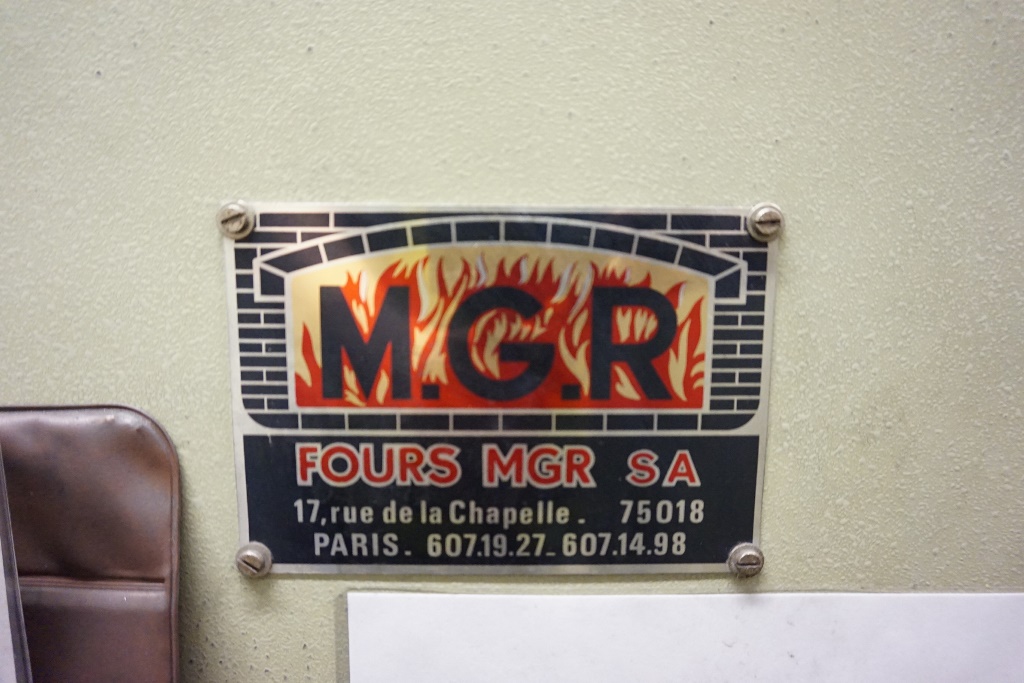 M.G.R
FOURS MGR SA
17, rue de la Chapelle . 75018
PARIS. 607.19.27_607.14.98